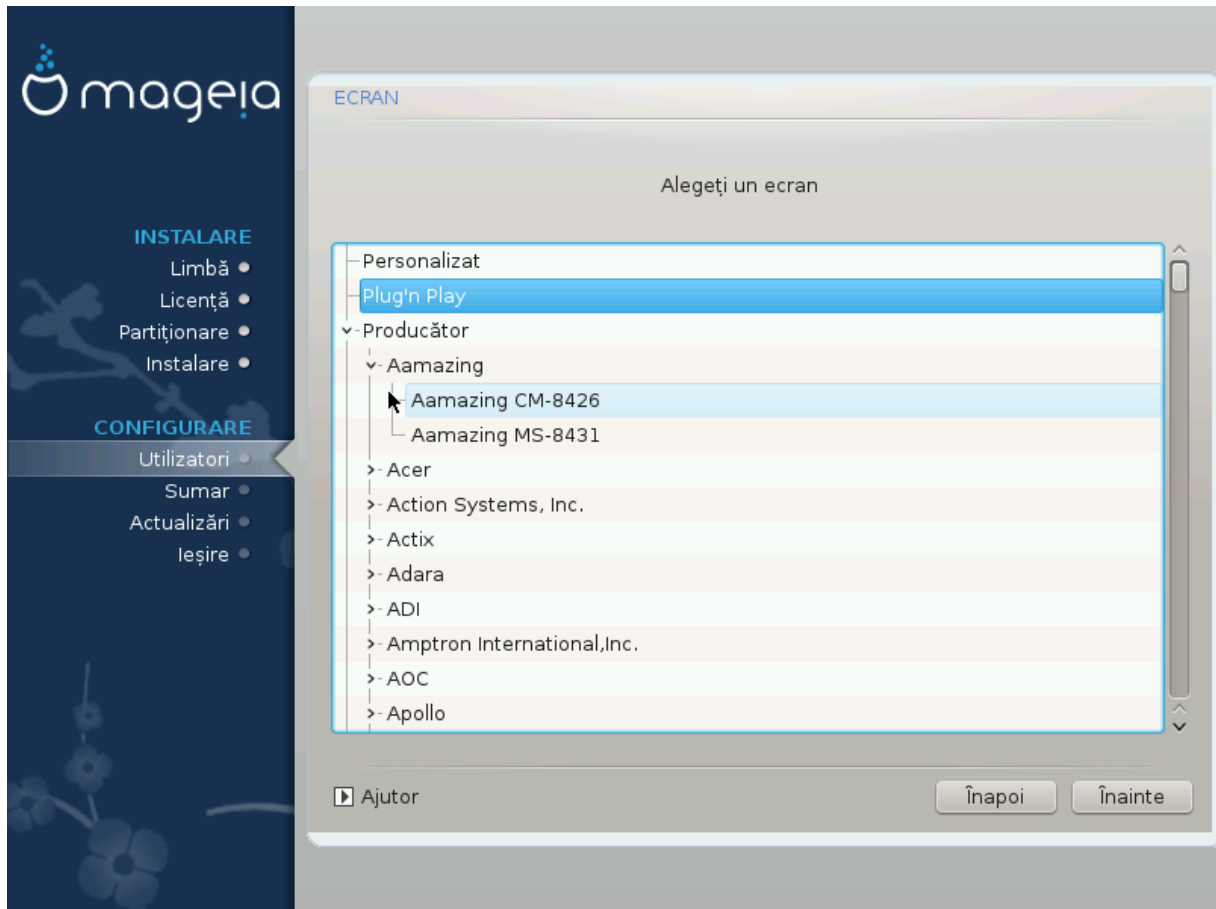 mageia
INSTALARE
Limbă
Licență
Partiționare
Instalare
CONFIGURARE
Utilizatori
Sumar
Actualizări
Ieșire
ECRAN
Alegeți un ecran
Personalizat
Plug'n Play
Producător
Aamazing
Aamazing CM-8426
Aamazing MS-8431
Acer
Action Systems, Inc.
Actix
Adara
ADI
Amptron International,Inc.
AOC
Apollo
Ajutor
Înapoi
Înainte